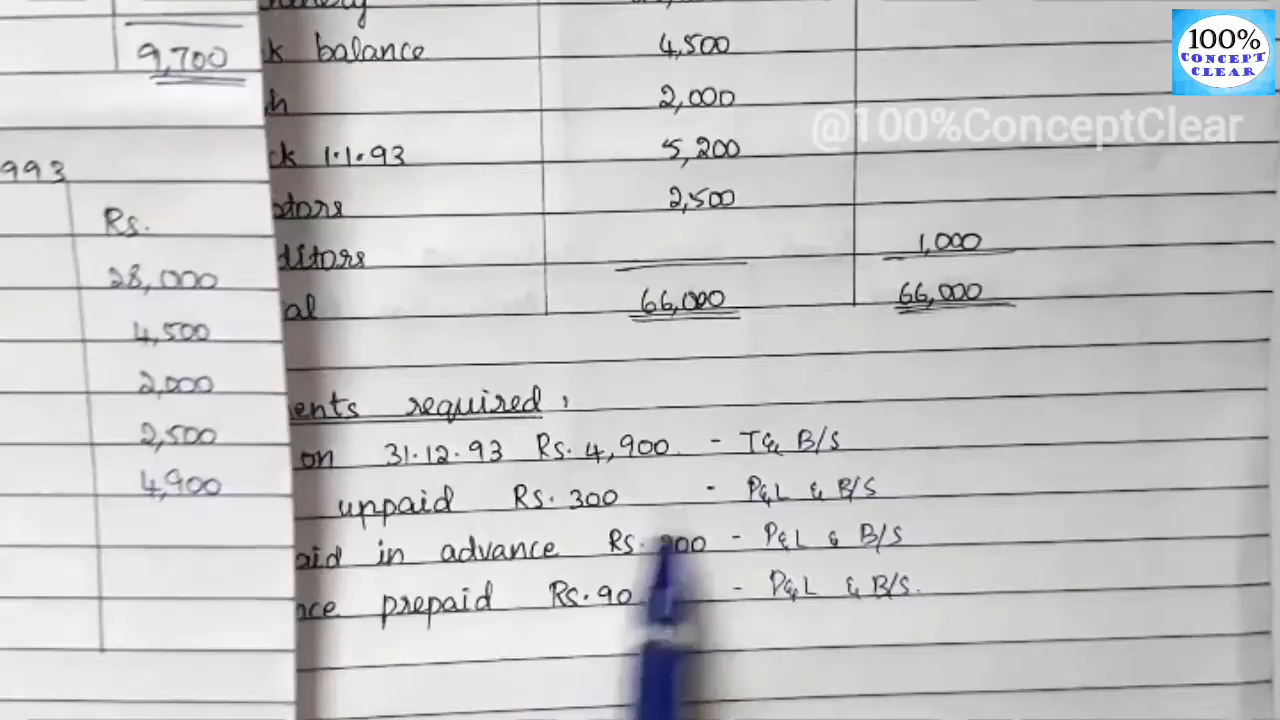 9,700
993
Rs.
28,000
4,500
2,000
2,500
4,900
k balance 4,500
h 2,000
ck 1.1.93 5,200
tors 2,500
ditors 1,000
al 66,000 66,000
ents required :
on 31.12.93 Rs. 4,900 - T & B/S
unpaid Rs. 300 - P&L & B/S
aid in advance Rs. - P&L & B/S
nce prepaid Rs. 90 - P&L & B/S.
100%
CONCEPT
CLEAR
@100%ConceptClear